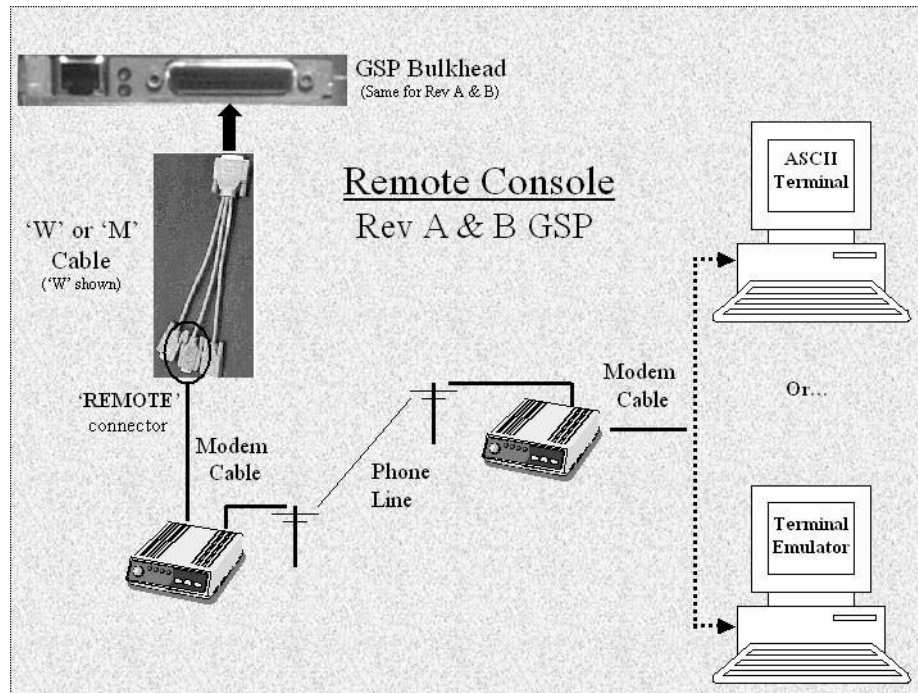 GSP Bulkhead
(Same for Rev A & B)
Remote Console
Rev A & B GSP
ASCII
Terminal
'W' or 'M'
Cable
('W' shown)
'REMOTE'
connector
Modem
Cable
Phone
Line
Modem
Cable
Or...
Terminal
Emulator